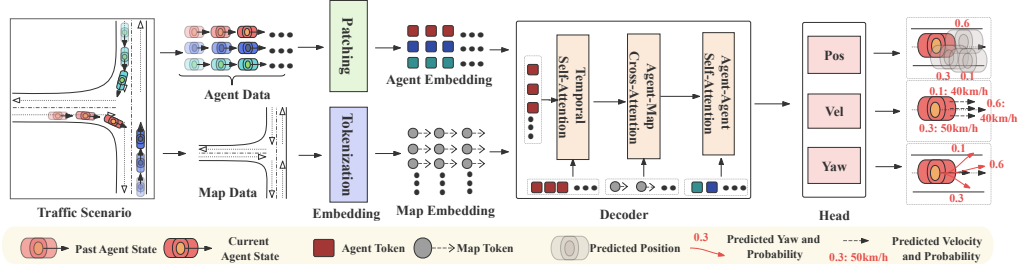 Traffic Scenario
Agent Data
Map Data
Patching
Tokenization
Embedding
Agent Embedding
Map Embedding
Temporal
Self-Attention
Agent-Map
Cross-Attention
Agent-Agent
Self-Attention
Decoder
Pos
Vel
Yaw
Head
0.6
0.3 0.1
0.1: 40km/h
0.6:
40km/h
0.3: 50km/h
0.1
0.6
0.3
Past Agent State
Current
Agent State
Agent Token
Map Token
Predicted Position
0.3
Predicted Yaw and
Probability
0.3: 50km/h
Predicted Velocity
and Probability